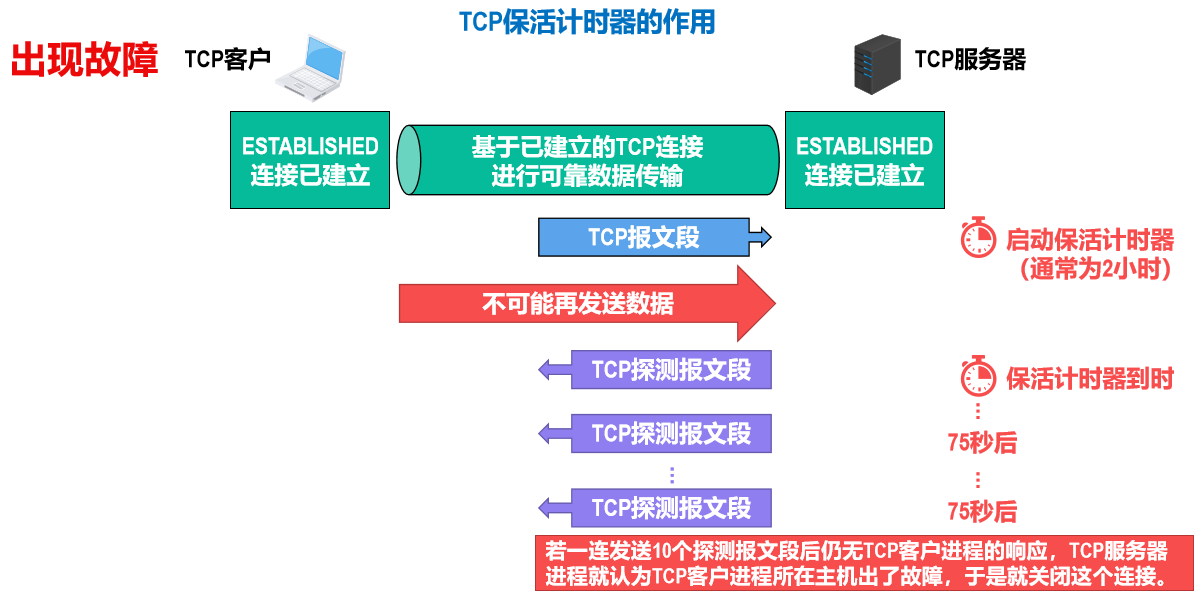 TCP保活计时器的作用
出现故障
TCP客户
TCP服务器
ESTABLISHED
连接已建立
基于已建立的TCP连接
进行可靠数据传输
ESTABLISHED
连接已建立
TCP报文段
启动保活计时器
（通常为2小时）
不可能再发送数据
TCP探测报文段
保活计时器到时
TCP探测报文段
75秒后
TCP探测报文段
75秒后
若一连发送10个探测报文段后仍无TCP客户进程的响应，TCP服务器
进程就认为TCP客户进程所在主机出了故障，于是就关闭这个连接。